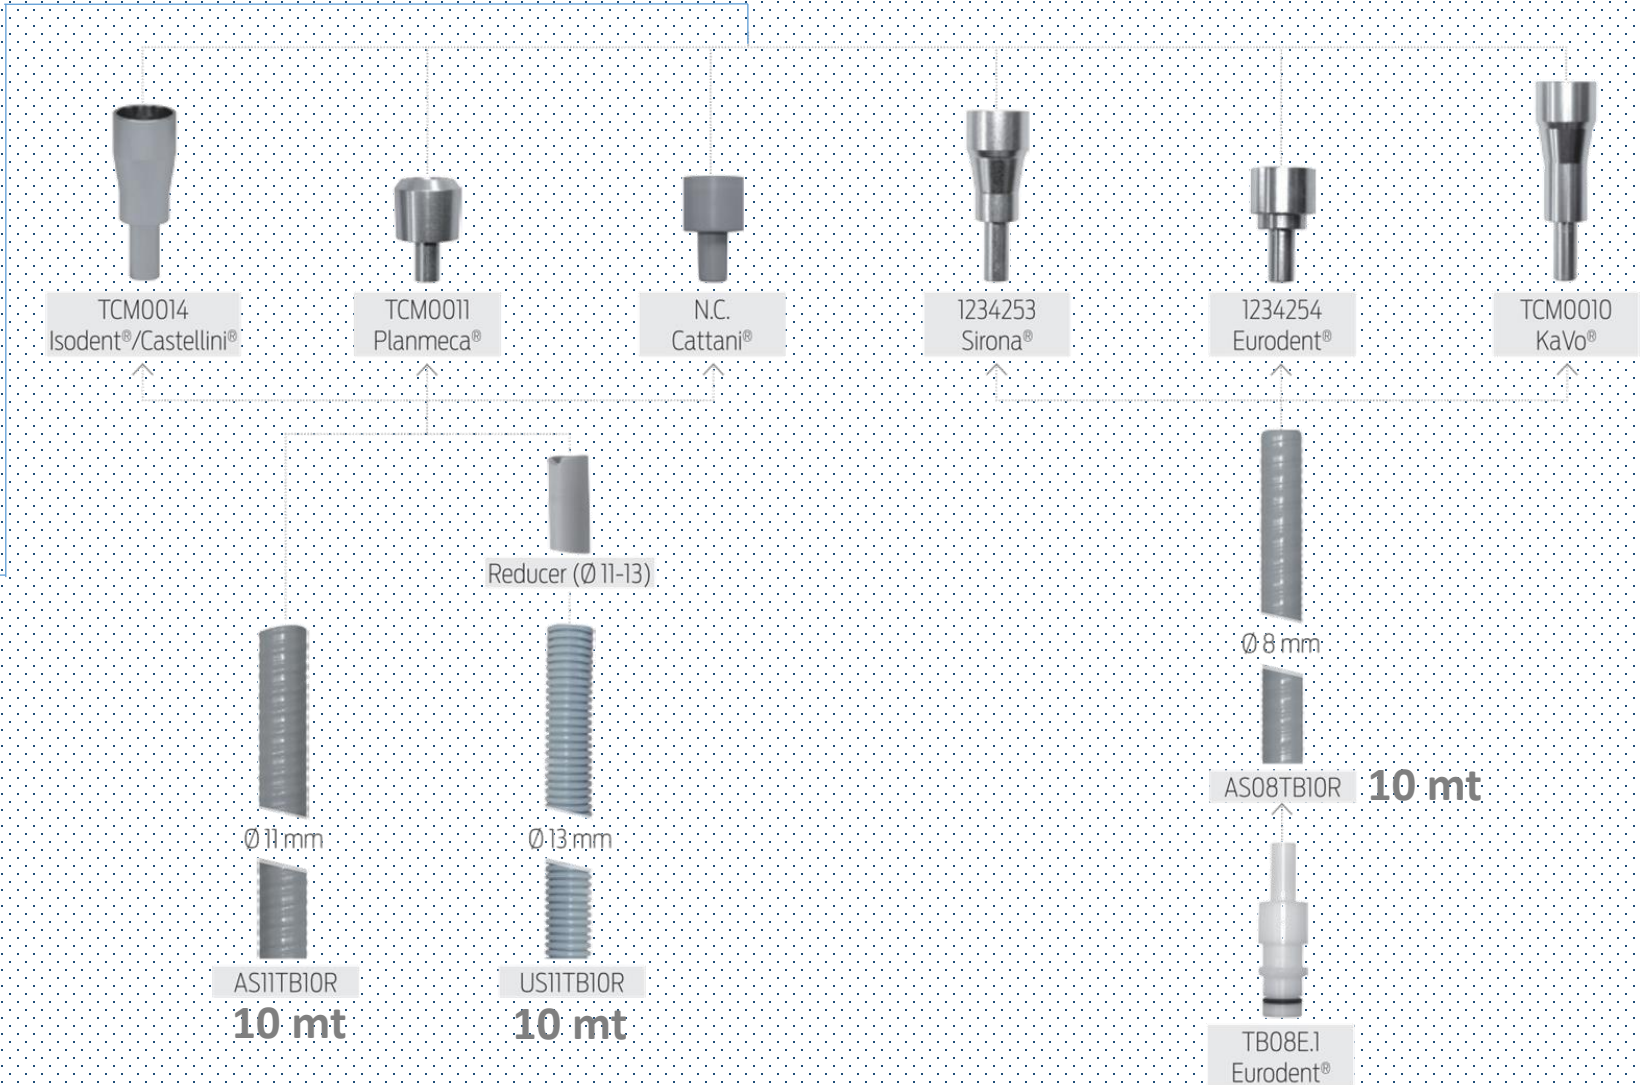 TCM0014
Isodent®/Castellini®
TCM0011
Planmeca®
N.C.
Cattani®
1234253
Sirona®
1234254
Eurodent®
TCM0010
KaVo®
Reducer (Ø 11-13)
Ø 8 mm
AS08TB10R
10 mt
Ø 11 mm
Ø 13 mm
AS11TB10R
10 mt
US11TB10R
10 mt
TB08E.1
Eurodent®